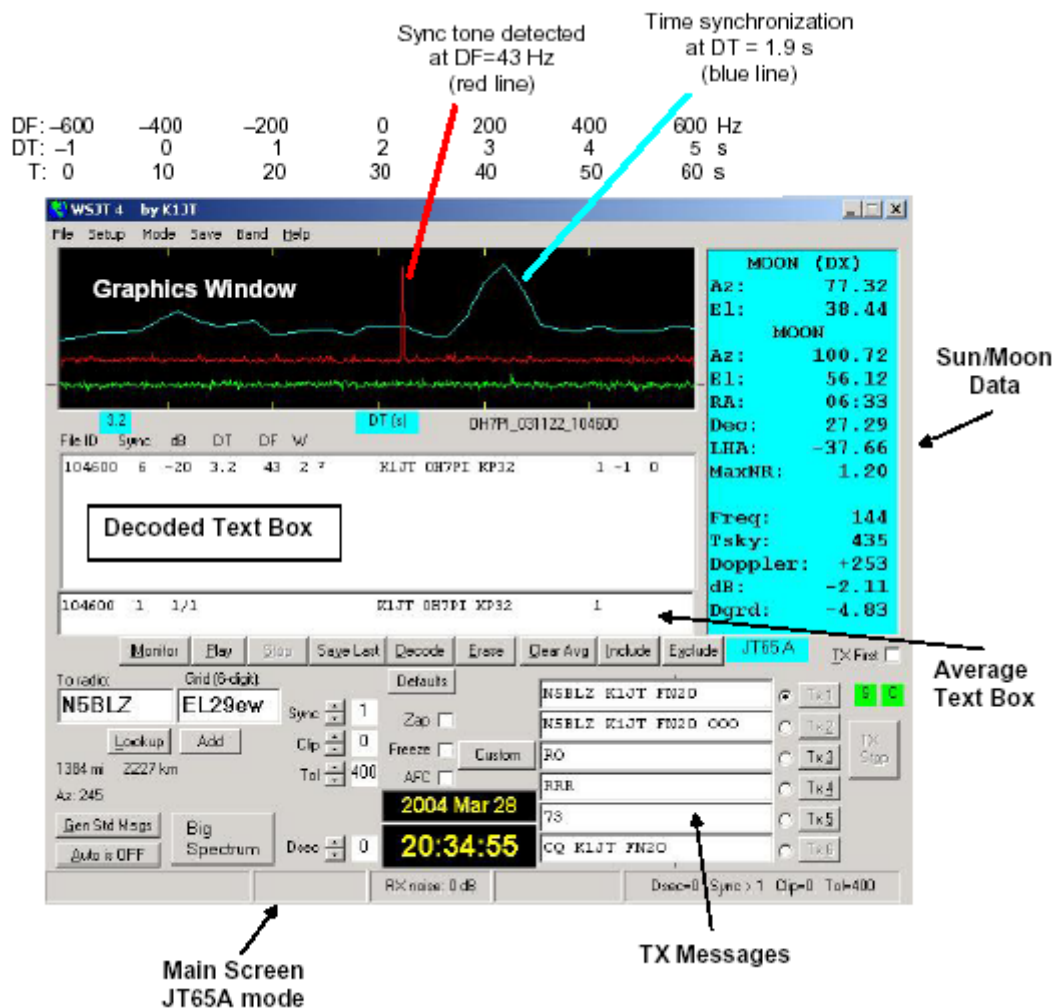 Sync tone detected
at DF=43 Hz
(red line)
Time synchronization
at DT = 1.9 s
(blue line)
DF: –600 –400 –200 0 200 400 600 Hz
DT: –1 0 1 2 3 4 5 s
T: 0 10 20 30 40 50 60 s
WSJT 4 by K1JT
File Setup Mode Save Band Help
Graphics Window
MOON (DX)
Az: 77.32
El: 38.44
MOON
Az: 100.72
El: 56.12
RA: 06:33
Dec: 27.29
LHA: -37.66
MaxNR: 1.20
Freq: 144
Tsky: 435
Doppler: +253
dB: -2.11
Dgrd: -4.83
Sun/Moon
Data
3.2 DT (s) OH7PI_031122_104600
File ID Sync dB DT DF W
104600 6 -20 3.2 43 2 * K1JT OH7PI KP32 1 -1 0
Decoded Text Box
104600 1 1/1 K1JT OH7PI KP32 1
Monitor Play Stop Save Last Decode Erase Clear Avg Include Exclude JT65A TX First
Average
Text Box
To radio: Grid (6-digit):
N5BLZ EL29ew
Lookup Add
1384 mi 2227 km
Az: 245
Gen Std Msgs
Auto is OFF
Big
Spectrum
Sync 1
Clip 0
Tol 400
Dsec 0
Defaults
Zap
Freeze
AFC
Custom
2004 Mar 28
20:34:55
N5BLZ K1JT FN20 Tx1
N5BLZ K1JT FN20 OOO Tx2
RO Tx3
RRR Tx4
73 Tx5
CQ K1JT FN20 Tx6
S C
TX
Stop
RX noise: 0 dB Dsec=0 Sync > 1 Clip=0 Tol=400
Main Screen
JT65A mode
TX Messages